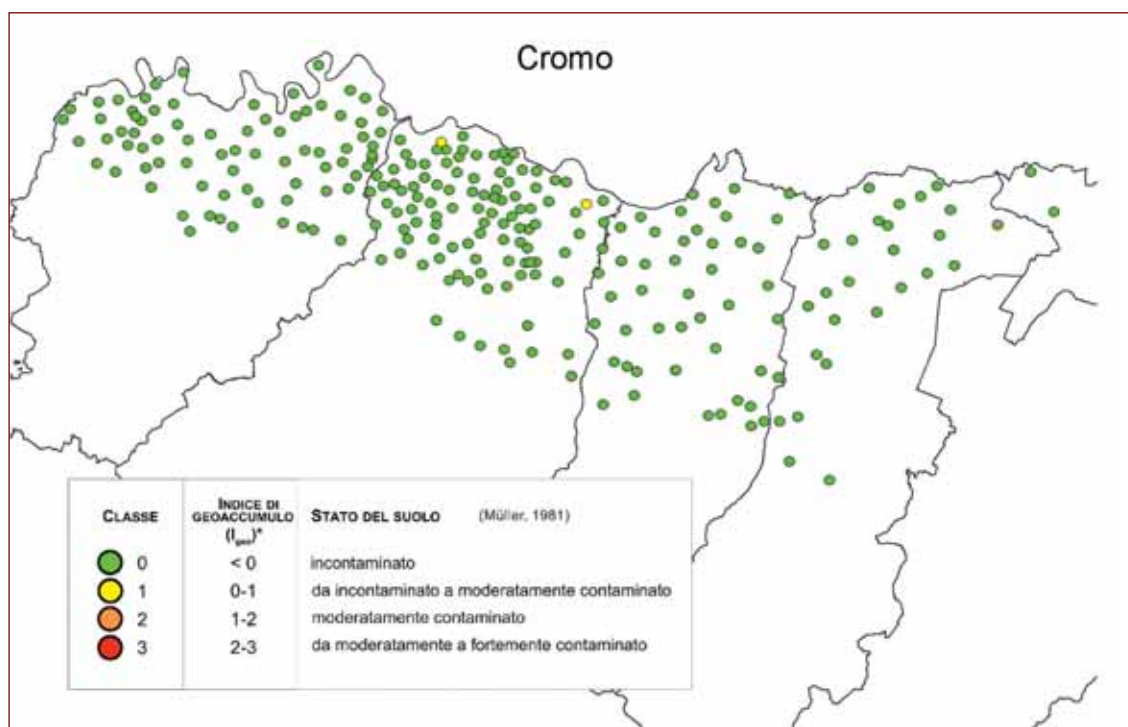 Cromo
CLASSE
INDICE DI GEOACCUMULO (Igeo)*
STATO DEL SUOLO (Müller, 1981)
0 < 0 incontaminato
1 0-1 da incontaminato a moderatamente contaminato
2 1-2 moderatamente contaminato
3 2-3 da moderatamente a fortemente contaminato